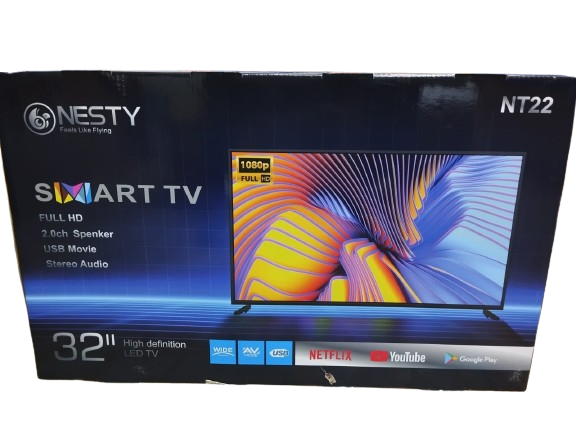 NESTY
Feels Like Flying
NT22
SMART TV
FULL HD
2.0ch Spenker
USB Movie
Stereo Audio
1080p
FULL HD
32"
High definition
LED TV
WIDE
AV
USB
NETFLIX
YouTube
Google Play